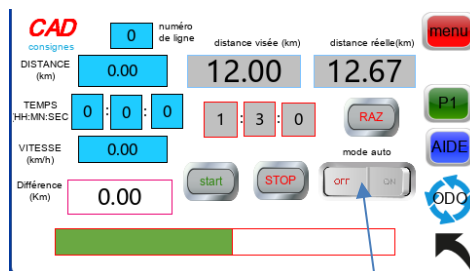 CAD
consignes
0
numéro
de ligne
distance visée (km)
distance réelle(km)
menu
DISTANCE
(km)
0.00
12.00
12.67
TEMPS
HH:MN:SEC
0 : 0 : 0
1 : 3 : 0
RAZ
P1
VITESSE
(km/h)
0.00
mode auto
AIDE
Différence
(Km)
0.00
start
STOP
OFF
ON
ODO